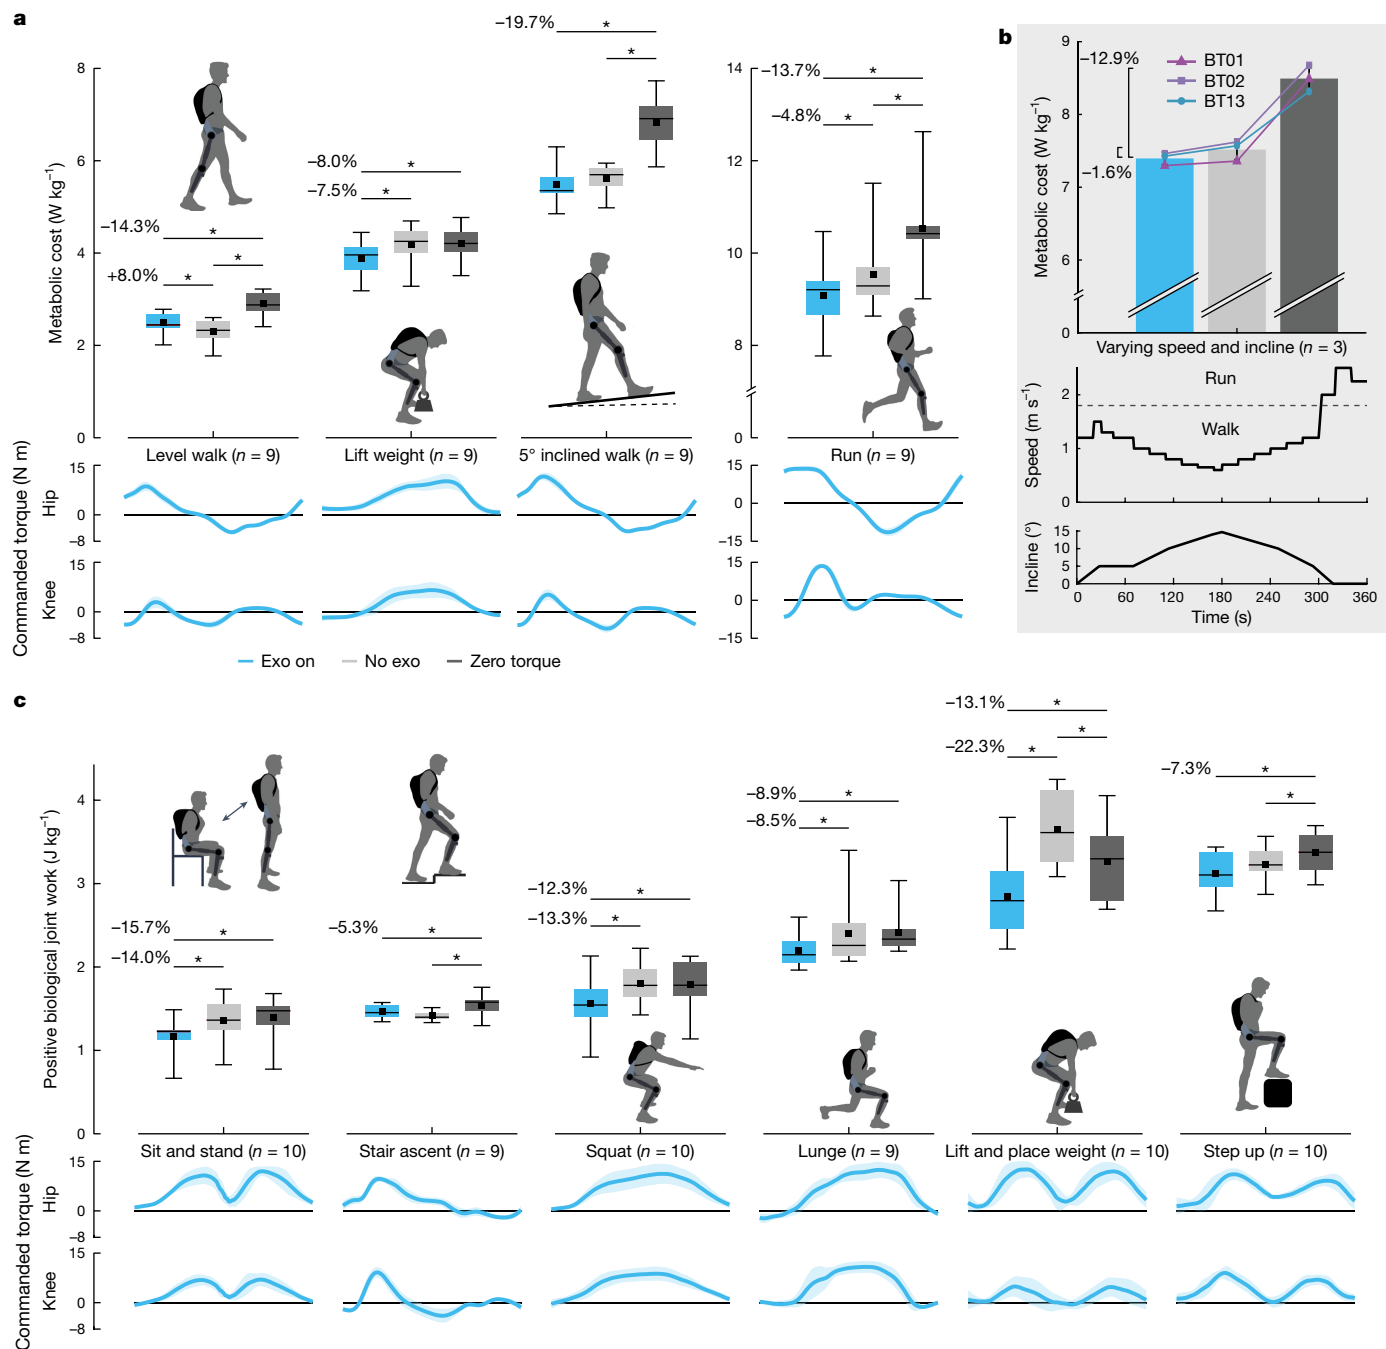 a
−19.7%
*
*
8
6
4
2
0
Metabolic cost (W kg⁻¹)
−14.3%
*
+8.0%
*
*
−8.0%
*
−7.5%
*
14
12
10
8
0
−13.7%
*
−4.8%
*
*
Level walk (n = 9)
Lift weight (n = 9)
5° inclined walk (n = 9)
Run (n = 9)
Commanded torque (N m)
Hip
15
0
−8
15
0
−15
Knee
15
0
−8
15
0
−15
Exo on
No exo
Zero torque
b
9
8
7
6
0
Metabolic cost (W kg⁻¹)
−12.9%
−1.6%
BT01
BT02
BT13
Varying speed and incline (n = 3)
Speed (m s⁻¹)
2
1
0
Run
Walk
Incline (°)
15
10
5
0
0
60
120
180
240
300
360
Time (s)
c
Positive biological joint work (J kg⁻¹)
4
3
2
1
0
−15.7%
*
−14.0%
*
−5.3%
*
*
−12.3%
*
−13.3%
*
−8.9%
*
−8.5%
*
−13.1%
*
*
−22.3%
*
−7.3%
*
*
Sit and stand (n = 10)
Stair ascent (n = 9)
Squat (n = 10)
Lunge (n = 9)
Lift and place weight (n = 10)
Step up (n = 10)
Commanded torque (N m)
Hip
15
0
−8
Knee
15
0
−8